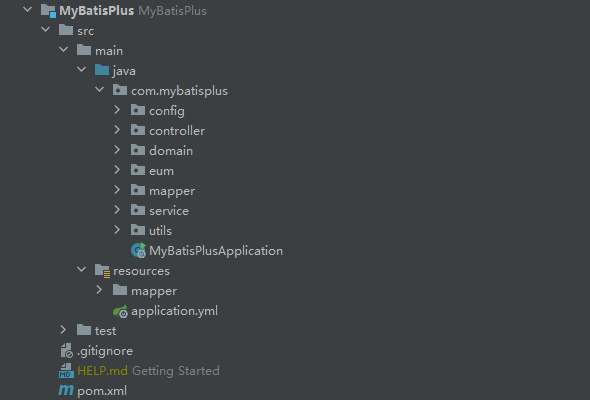 MyBatisPlus MyBatisPlus
src
main
java
com.mybatisplus
config
controller
domain
eum
mapper
service
utils
MyBatisPlusApplication
resources
mapper
application.yml
test
.gitignore
HELP.md Getting Started
pom.xml